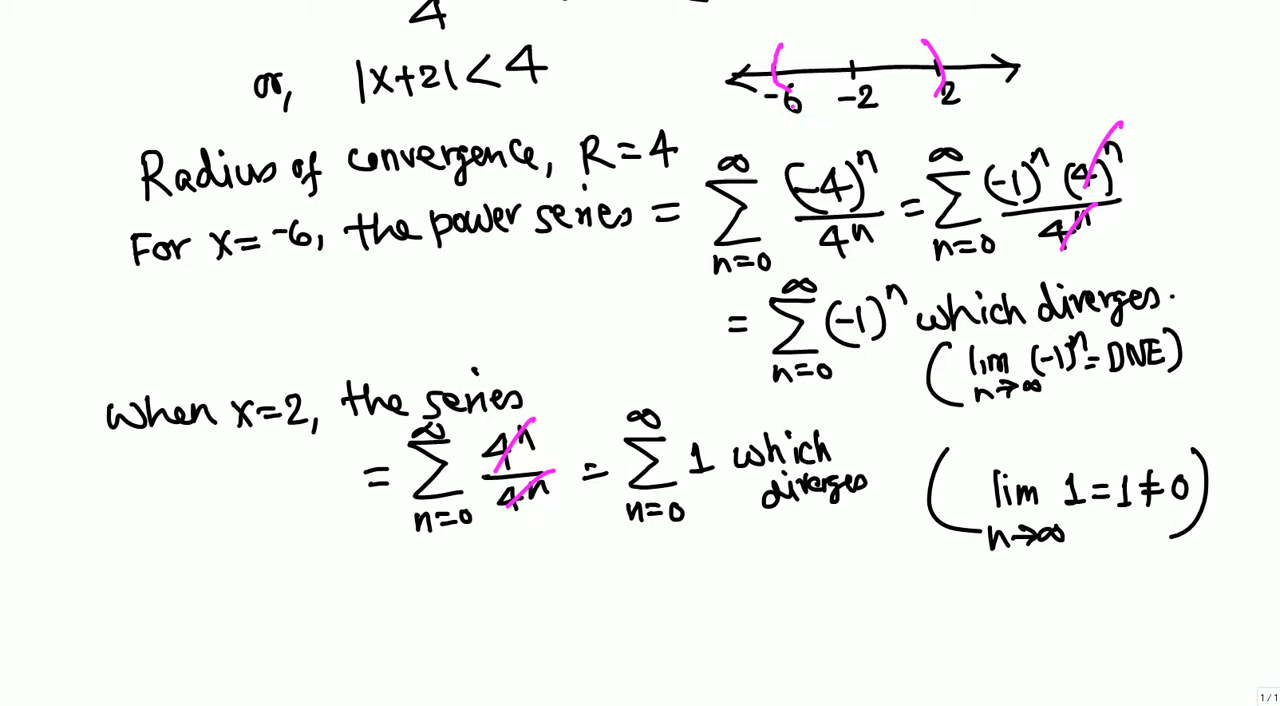 4
or, |x+2| < 4
-6 -2 2
Radius of convergence, R = 4
For x = -6, the power series = ∑_{n=0}^{∞} (-4)^n / 4^n = ∑_{n=0}^{∞} (-1)^n (4)^n / 4^n
= ∑_{n=0}^{∞} (-1)^n which diverges.
( lim_{n→∞} (-1)^n = DNE )
When x = 2, the series
= ∑_{n=0}^{∞} 4^n / 4^n = ∑_{n=0}^{∞} 1 which diverges ( lim_{n→∞} 1 = 1 ≠ 0 )
1 / 1